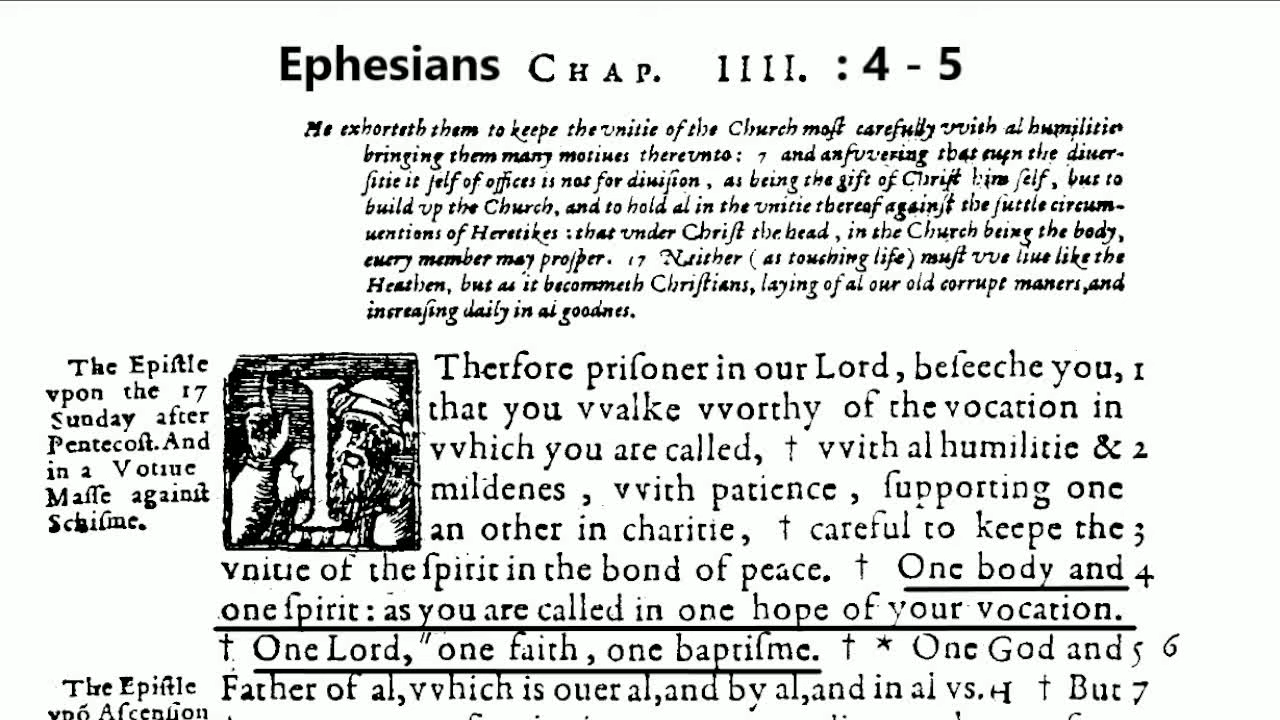 Ephesians CHAP. IIII. : 4 - 5
He exhorteth them to keepe the vnitie of the Church moſt carefully vvith al humilitie
bringing them many motiues therevnto: 7 and anſvvering that euen the diuer-
ſitie it ſelf of offices is not for diuiſion, as being the gift of Chriſt him ſelf, but to
build vp the Church, and to hold al in the vnitie thereof againſt the ſuttle circum-
uentions of Heretikes : that vnder Chriſt the head, in the Church being the body,
euery member may proſper. 17 Neither ( as touching life) muſt vve liue like the
Heathen, but as it becommeth Chriſtians, laying of al our old corrupt maners, and
increaſing daily in al goodnes.
The Epiſtle
vpon the 17
Sunday after
Pentecoſt. And
in a Votiue
Maſſe againſt
Schiſme.
I Therfore priſoner in our Lord, beſeeche you, 1
that you vvalke vvorthy of the vocation in
vvhich you are called, † vvith al humilitie & 2
mildenes , vvith patience , ſupporting one
an other in charitie, † careful to keepe the 3
vnitie of the ſpirit in the bond of peace. † One body and 4
one ſpirit: as you are called in one hope of your vocation.
† One Lord, " one faith, one baptiſme. † * One God and 5 6
Father of al, vvhich is ouer al, and by al, and in al vs. † But 7
The Epiſtle
vpõ Aſcenſion